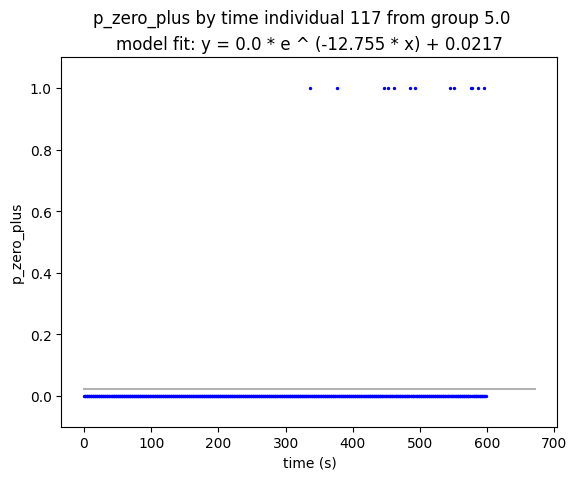 p_zero_plus by time individual 117 from group 5.0
model fit: y = 0.0 * e ^ (-12.755 * x) + 0.0217
1.0
0.8
0.6
0.4
0.2
0.0
p_zero_plus
0 100 200 300 400 500 600 700
time (s)